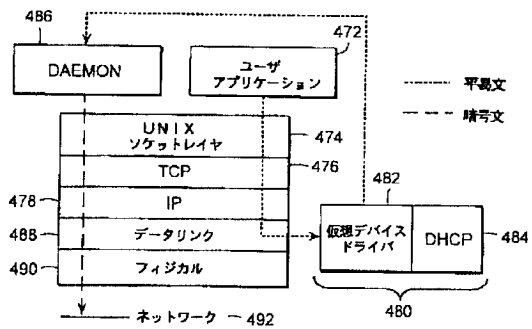 486
DAEMON
472
ユーザ
アプリケーション
平易文
暗号文
UNIX
ソケットレイヤ
474
TCP
476
478
IP
488
データリンク
490
フィジカル
482
仮想デバイス
ドライバ
DHCP
484
480
ネットワーク
492